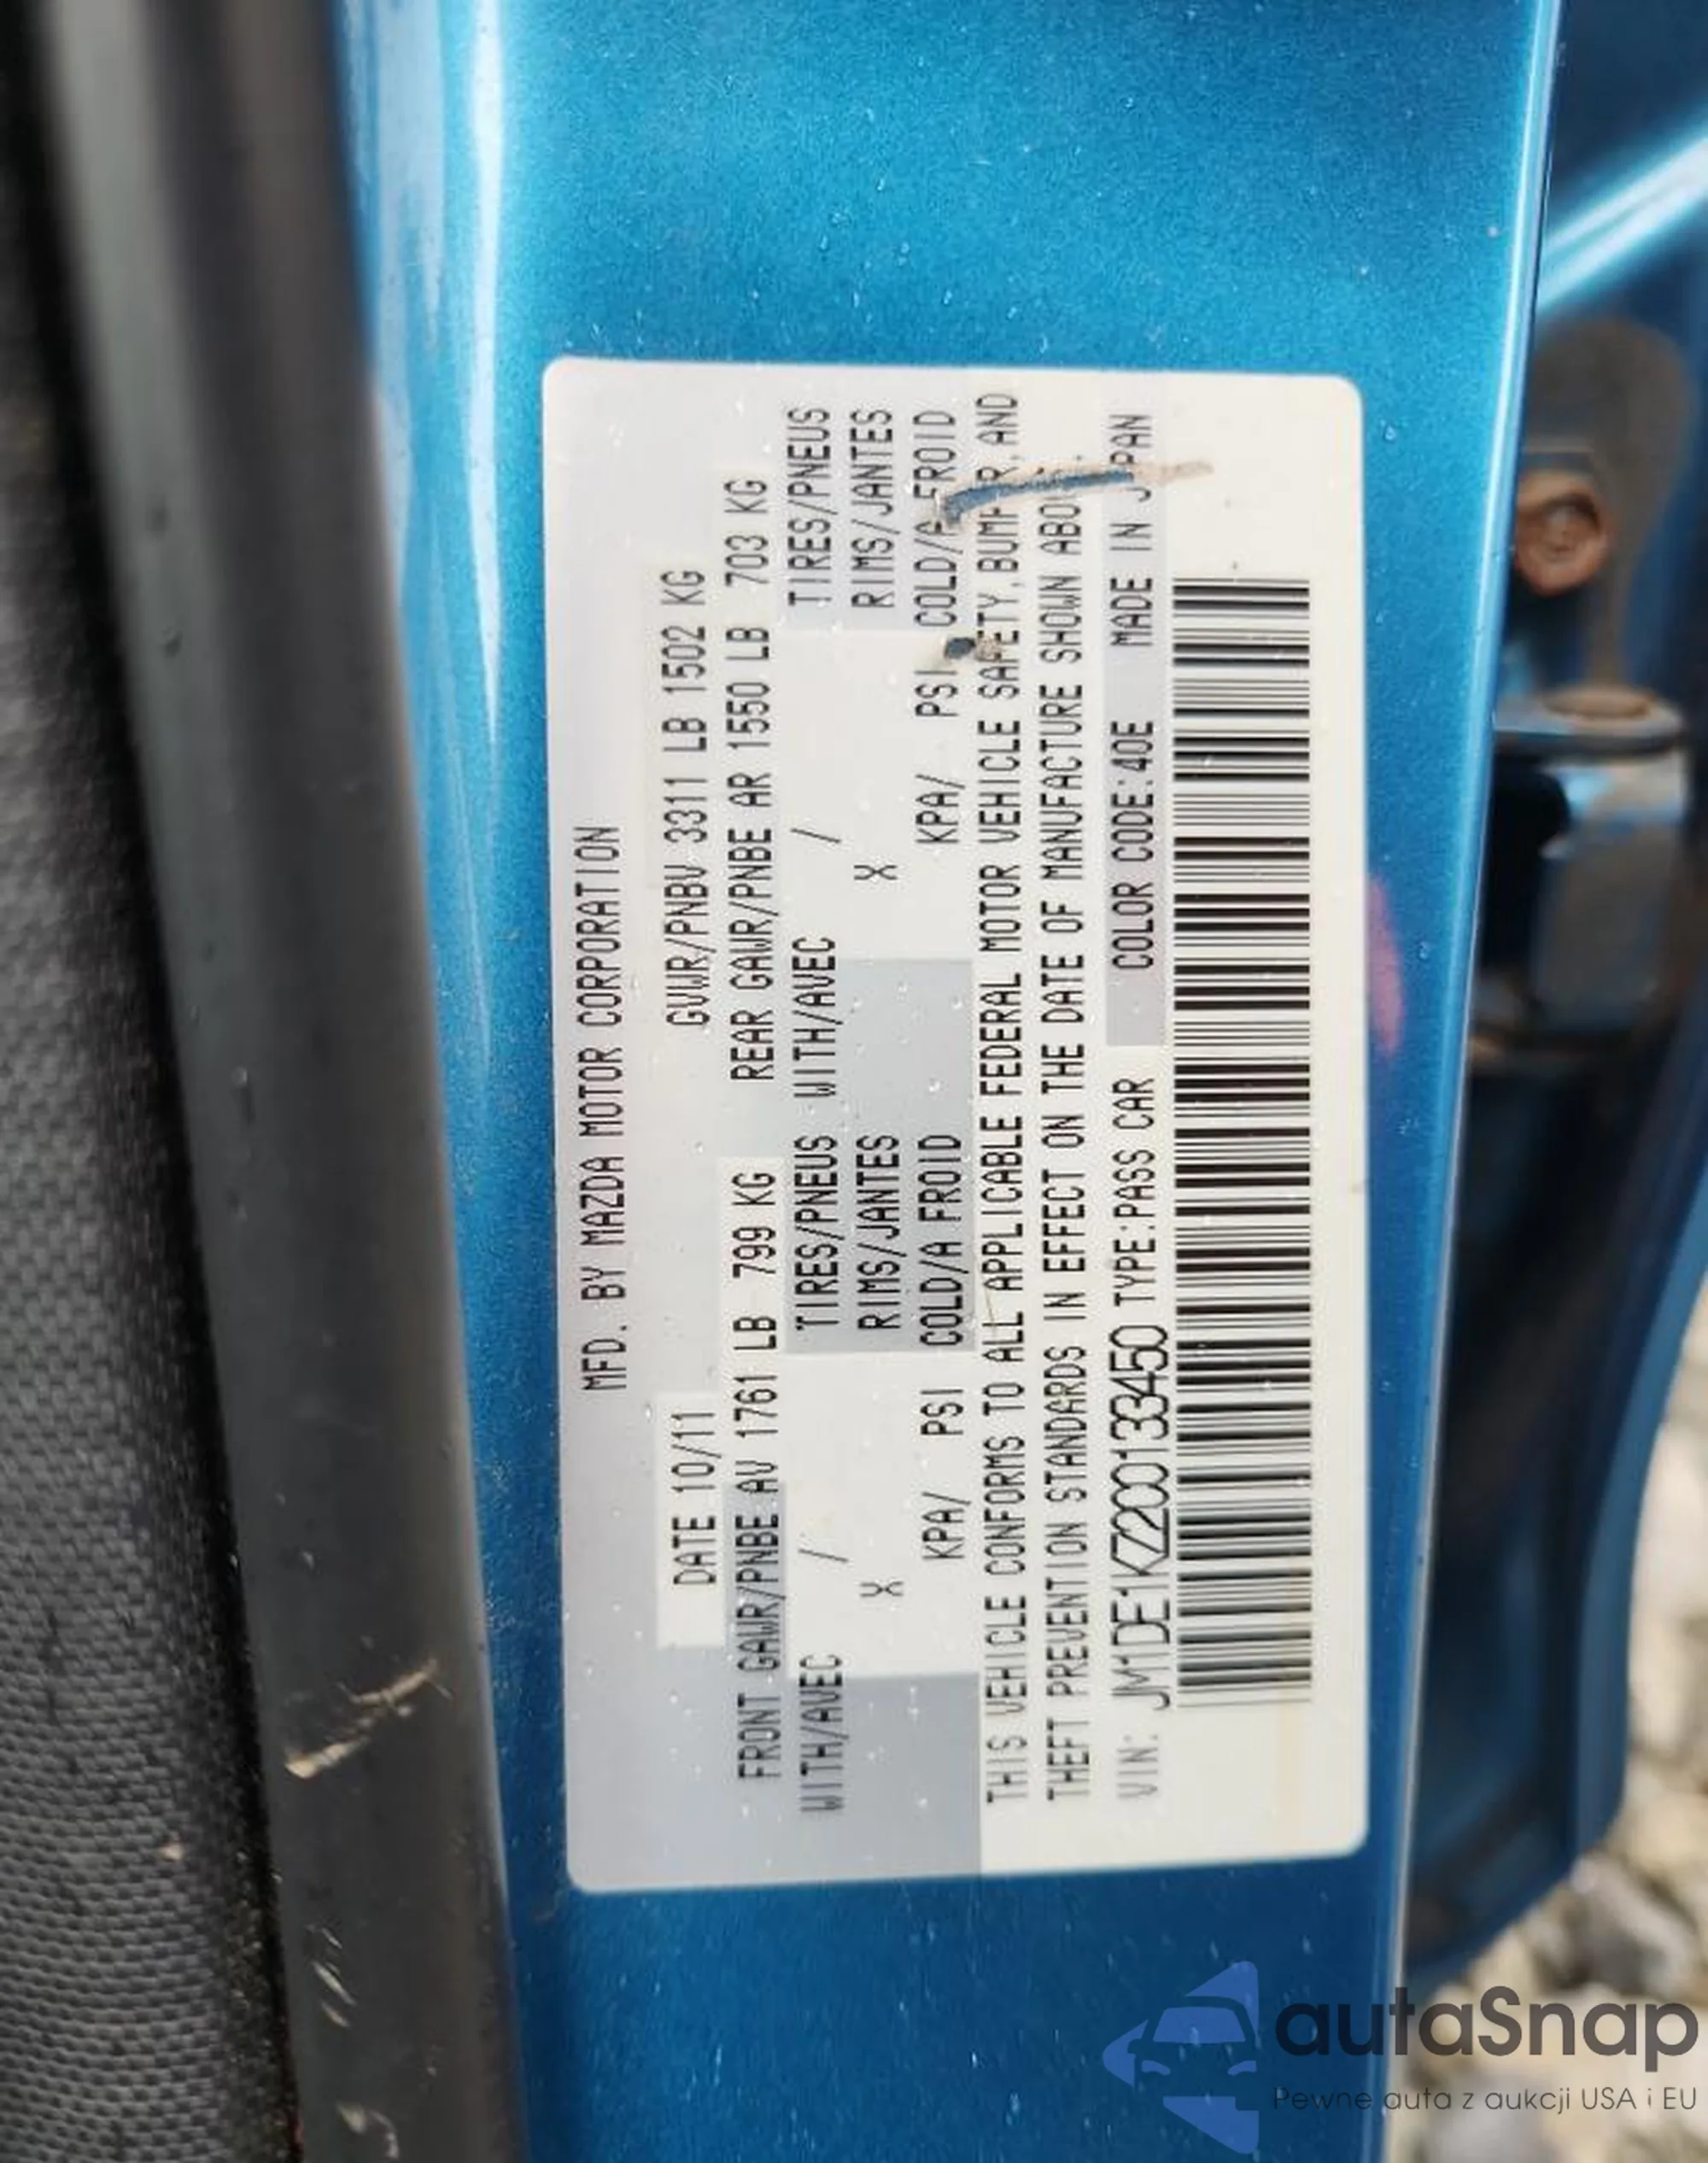 MFD. BY MAZDA MOTOR CORPORATION
DATE 10/11 GVWR/PNBV 3311 LB 1502 KG
FRONT GAWR/PNBE AV 1761 LB 799 KG REAR GAWR/PNBE AR 1550 LB 703 KG
WITH/AVEC / TIRES/PNEUS WITH/AVEC / TIRES/PNEUS
X RIMS/JANTES X RIMS/JANTES
KPA/ PSI COLD/A FROID KPA/ PSI COLD/A FROID
THIS VEHICLE CONFORMS TO ALL APPLICABLE FEDERAL MOTOR VEHICLE SAFETY,BUMPER,AND
THEFT PREVENTION STANDARDS IN EFFECT ON THE DATE OF MANUFACTURE SHOWN ABOVE
VIN: JM1DE1KZ2C0133450 TYPE:PASS CAR COLOR CODE:40E MADE IN JAPAN
autaSnap
Pewne auta z aukcji USA i EU